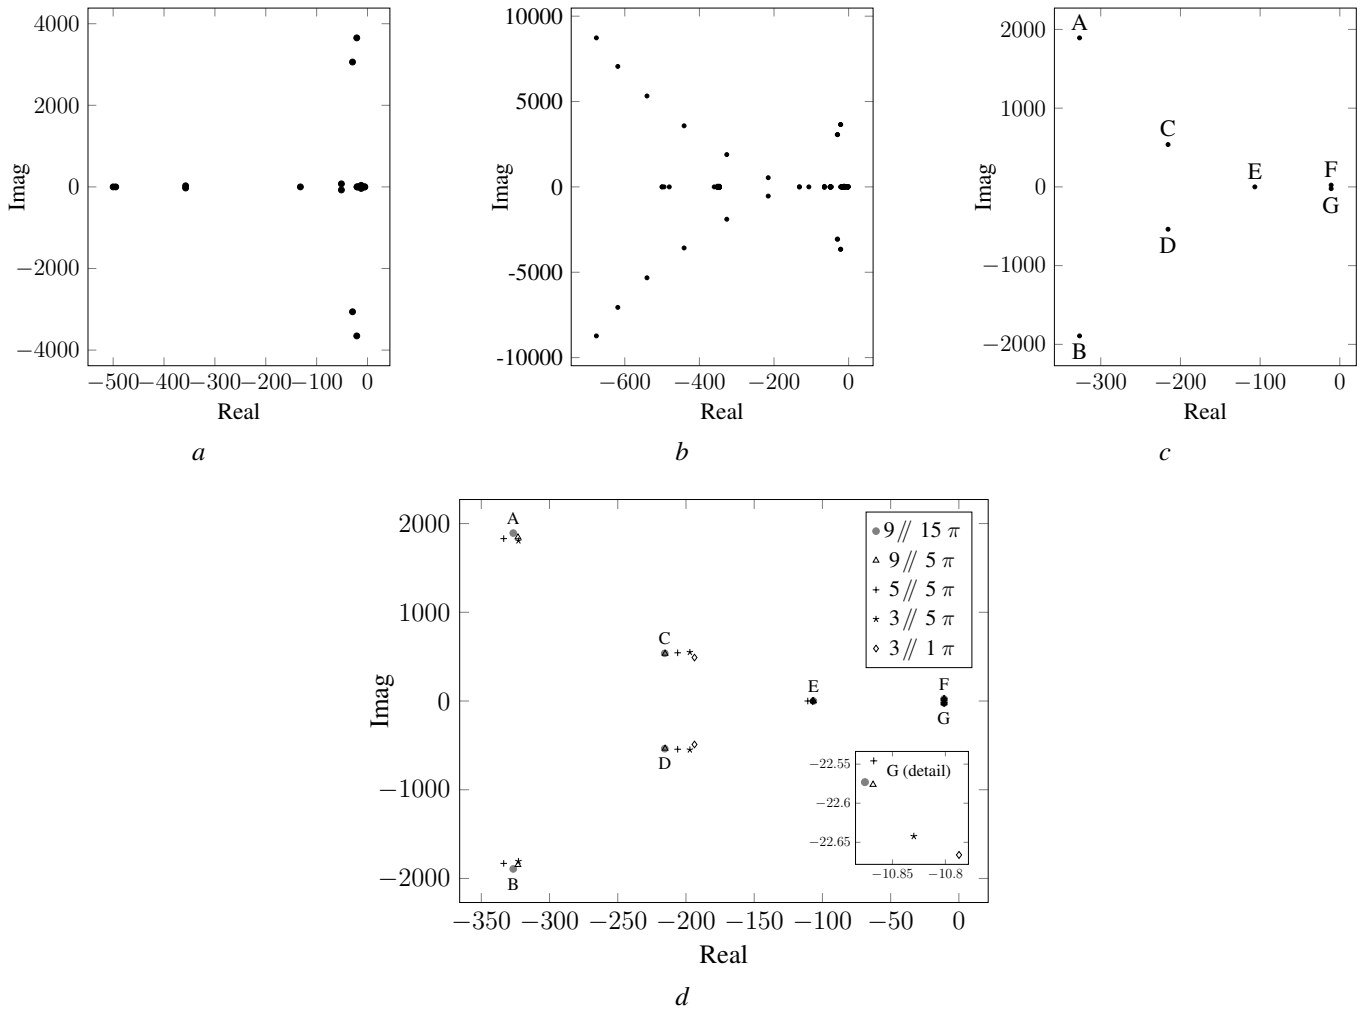 4000
2000
0
−2000
−4000
−500−400−300−200−100 0
Imag
Real
a
10000
5000
0
-5000
-10000
−600 −400 −200 0
Imag
Real
b
2000
1000
0
−1000
−2000
−300 −200 −100 0
Imag
Real
A
B
C
D
E
F
G
c
2000
1000
0
−1000
−2000
−350 −300 −250 −200 −150 −100 −50 0
Imag
Real
A
B
C
D
E
F
G
9// 15 π
9// 5 π
5// 5 π
3// 5 π
3// 1 π
G (detail)
−22.55
−22.6
−22.65
−10.85 −10.8
d